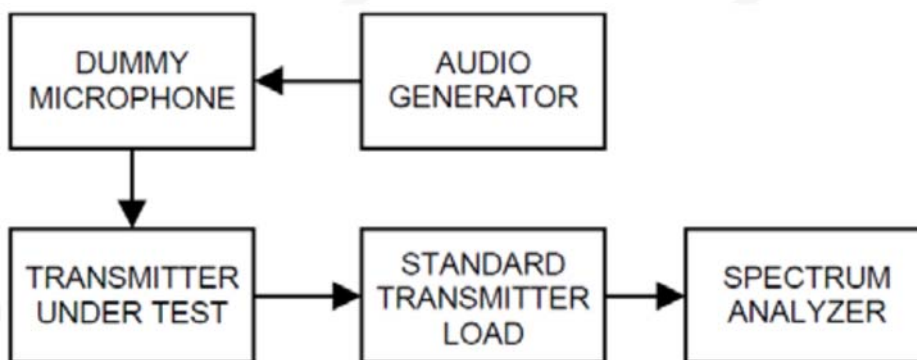 DUMMY
MICROPHONE
AUDIO
GENERATOR
TRANSMITTER
UNDER TEST
STANDARD
TRANSMITTER
LOAD
SPECTRUM
ANALYZER